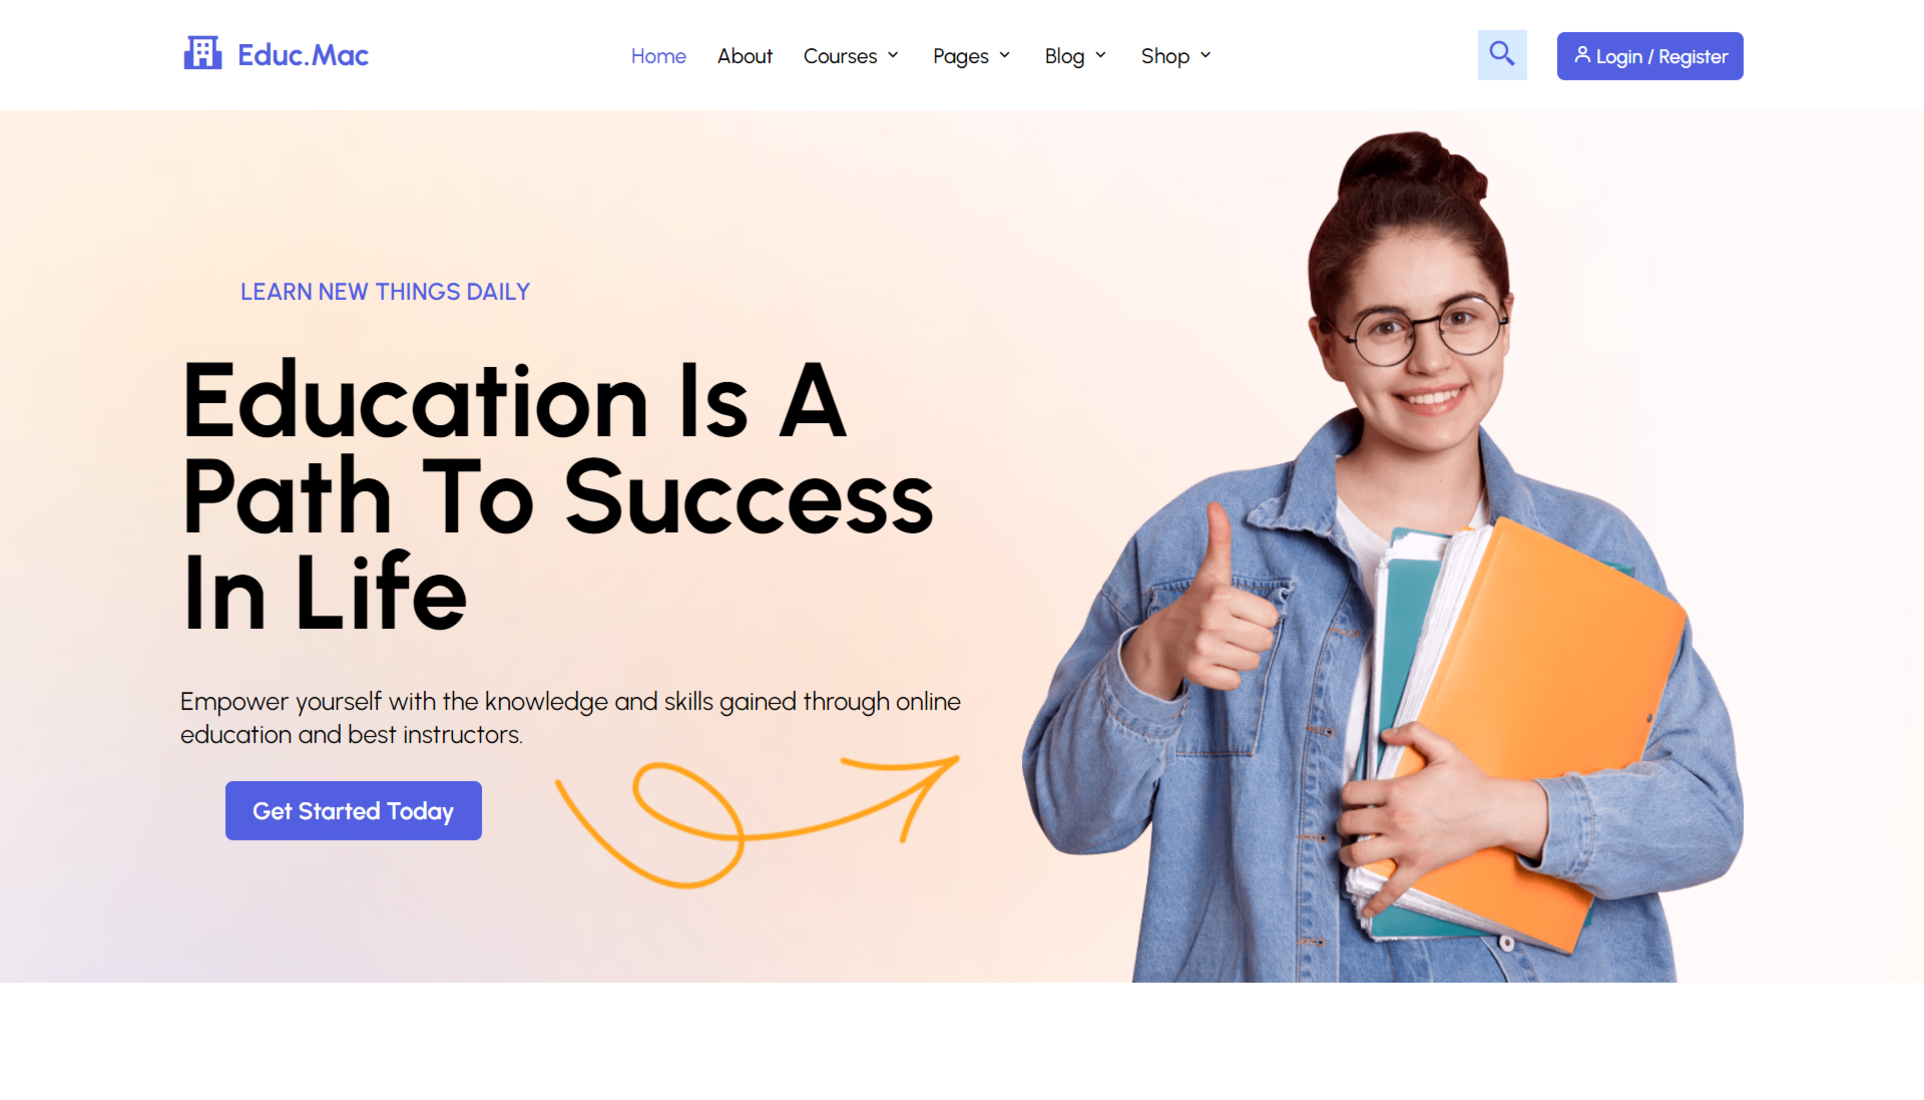 Educ.Mac
Home About Courses Pages Blog Shop
Login / Register
LEARN NEW THINGS DAILY
Education Is A
Path To Success
In Life
Empower yourself with the knowledge and skills gained through online
education and best instructors.
Get Started Today